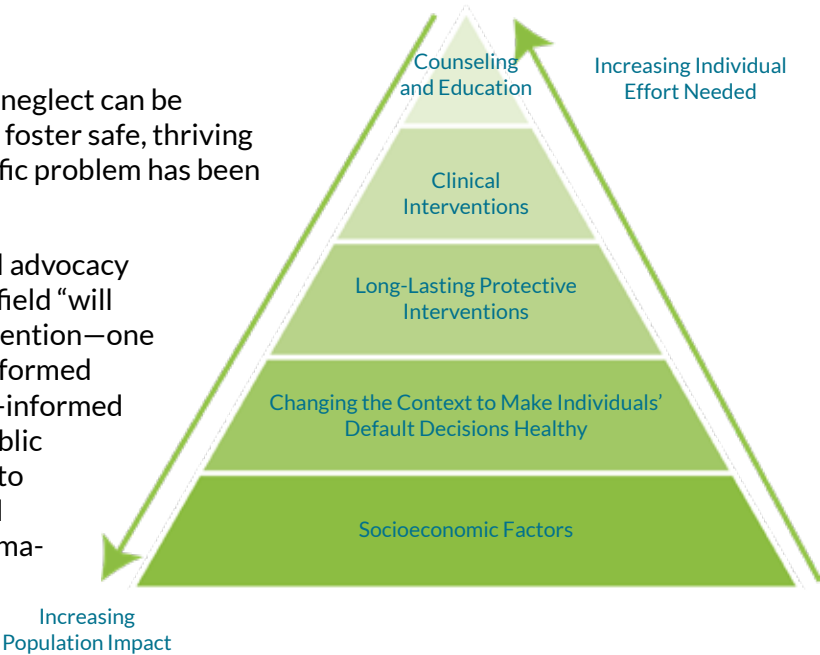 neglect can be
foster safe, thriving
fic problem has been
l advocacy
field “will
ention—one
formed
-informed
blic
to
l
ma-
Counseling
and Education
Clinical
Interventions
Long-Lasting Protective
Interventions
Changing the Context to Make Individuals’
Default Decisions Healthy
Socioeconomic Factors
Increasing Individual
Effort Needed
Increasing
Population Impact